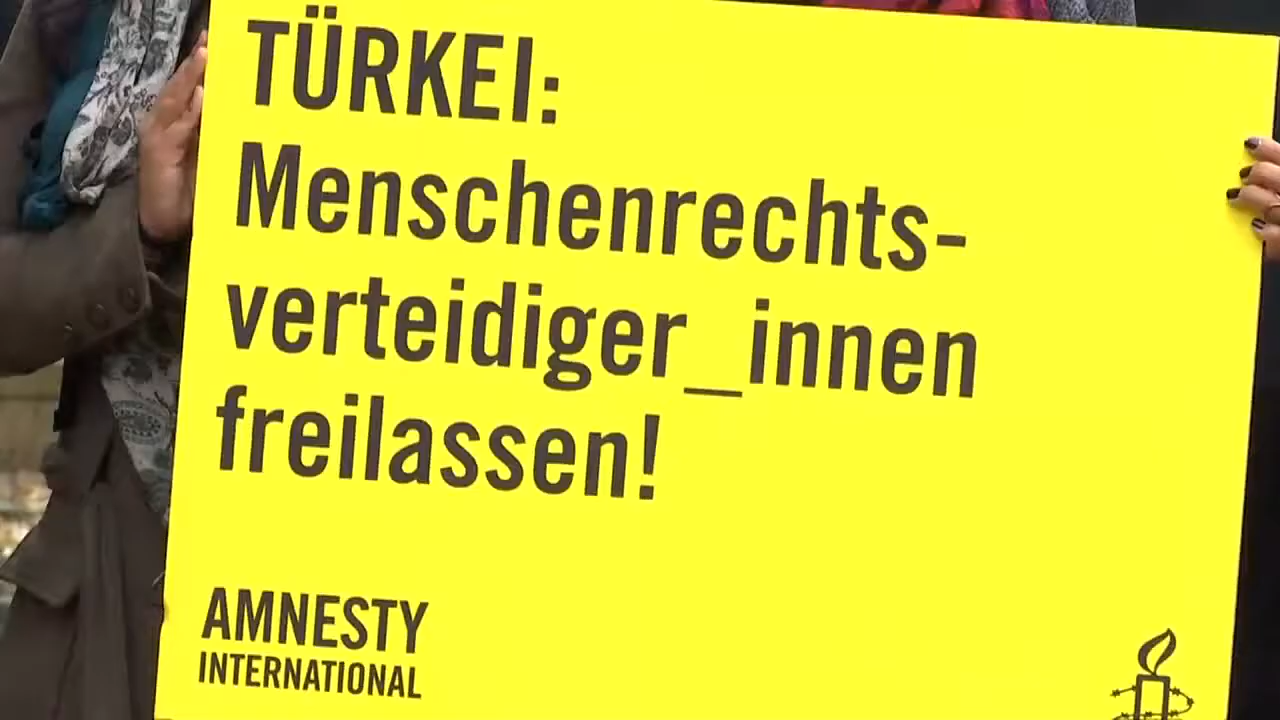 TÜRKEI:
Menschenrechts-
verteidiger_innen
freilassen!
AMNESTY
INTERNATIONAL